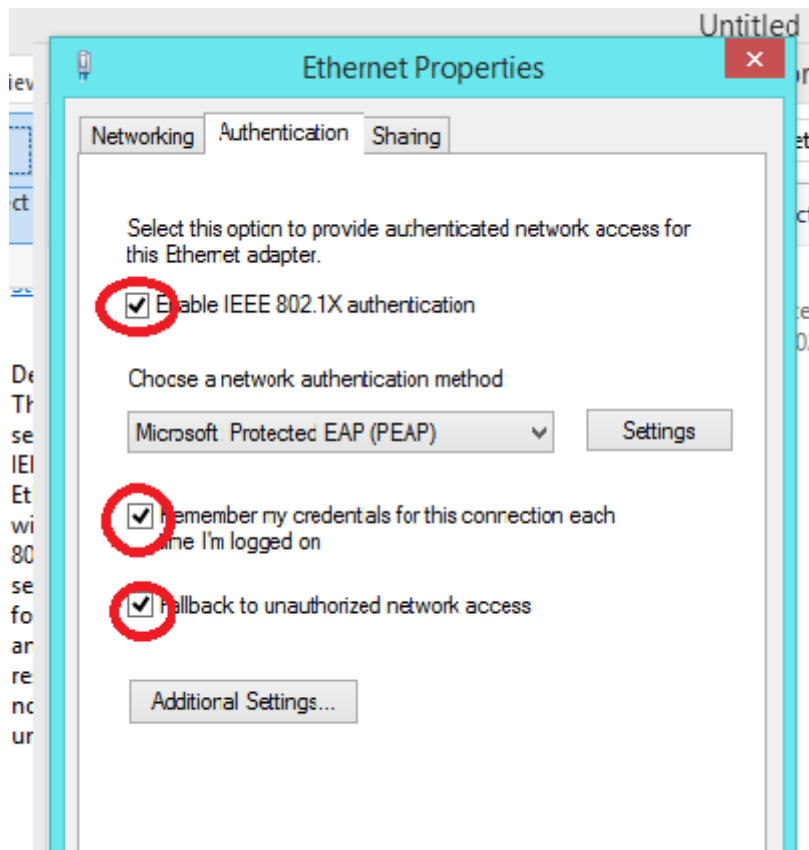 Untitled
Ethernet Properties
Networking
Authentication
Sharing
Select this option to provide authenticated network access for
this Ethernet adapter.
Enable IEEE 802.1X authentication
Choose a network authentication method
Microsoft Protected EAP (PEAP)
Settings
Remember my credentials for this connection each
time I'm logged on
Fallback to unauthorized network access
Additional Settings...